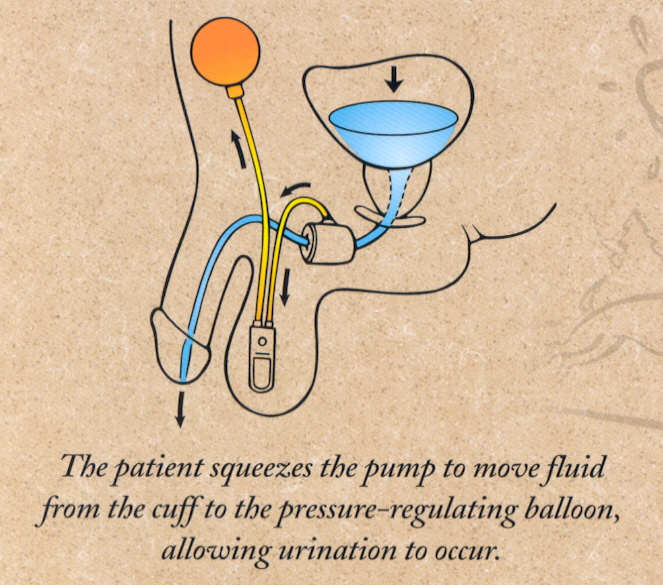 The patient squeezes the pump to move fluid
from the cuff to the pressure-regulating balloon,
allowing urination to occur.